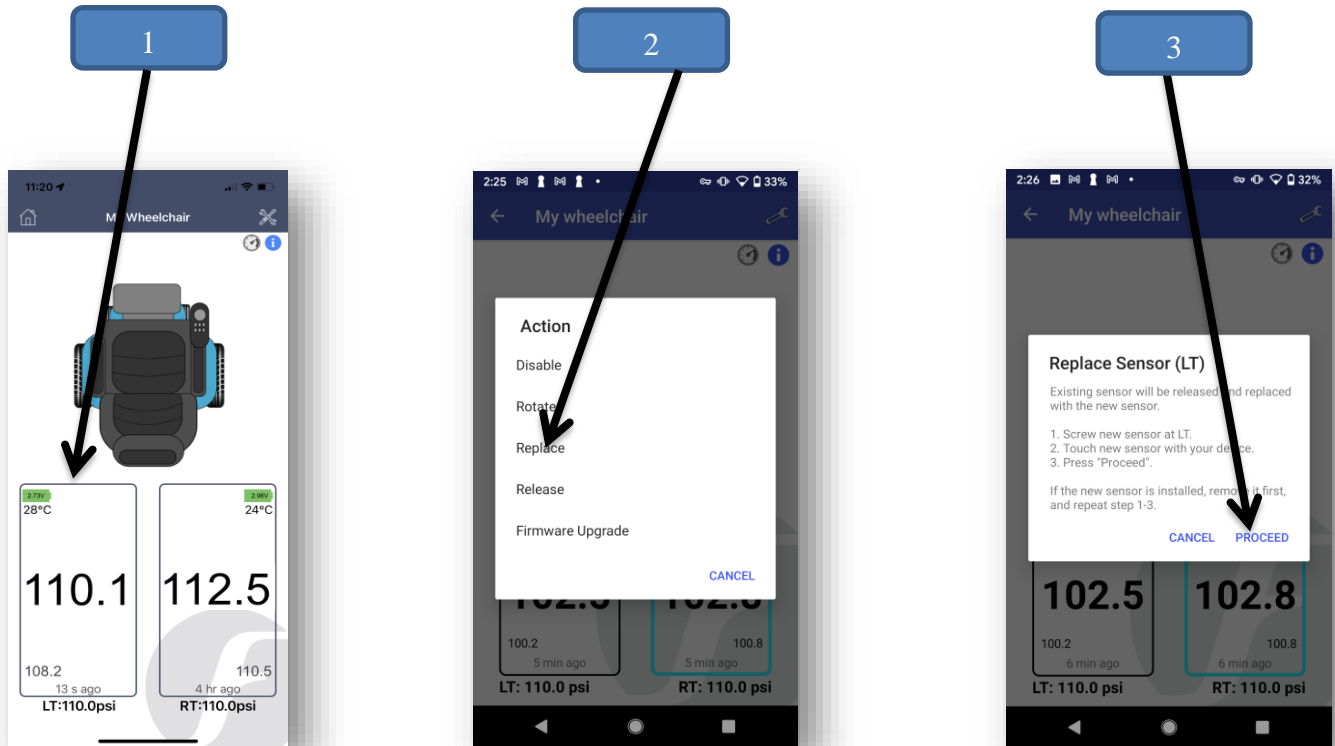 1
2
3
11:20
My Wheelchair
2.73V
28°C
110.1
108.2
13 s ago
LT:110.0psi
2.96V
24°C
112.5
110.5
4 hr ago
RT:110.0psi
2:25
33%
My wheelchair
Action
Disable
Rotate
Replace
Release
Firmware Upgrade
CANCEL
102.5
100.2
5 min ago
LT: 110.0 psi
102.8
100.8
5 min ago
RT: 110.0 psi
2:26
32%
My wheelchair
Replace Sensor (LT)
Existing sensor will be released and replaced
with the new sensor.
1. Screw new sensor at LT.
2. Touch new sensor with your device.
3. Press "Proceed".
If the new sensor is installed, remove it first,
and repeat step 1-3.
CANCEL PROCEED
102.5
100.2
6 min ago
LT: 110.0 psi
102.8
100.8
6 min ago
RT: 110.0 psi